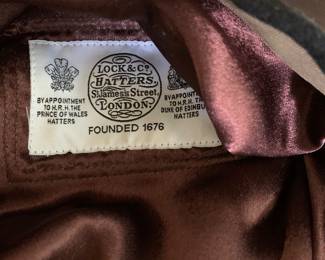 LOCK & Co.
HATTERS.
St. James's Street,
LONDON.
BY APPOINTMENT
TO H.R.H. THE
PRINCE OF WALES
HATTERS
BY APPOINTMENT
TO H.R.H. THE
DUKE OF EDINBURGH
HATTERS
FOUNDED 1676